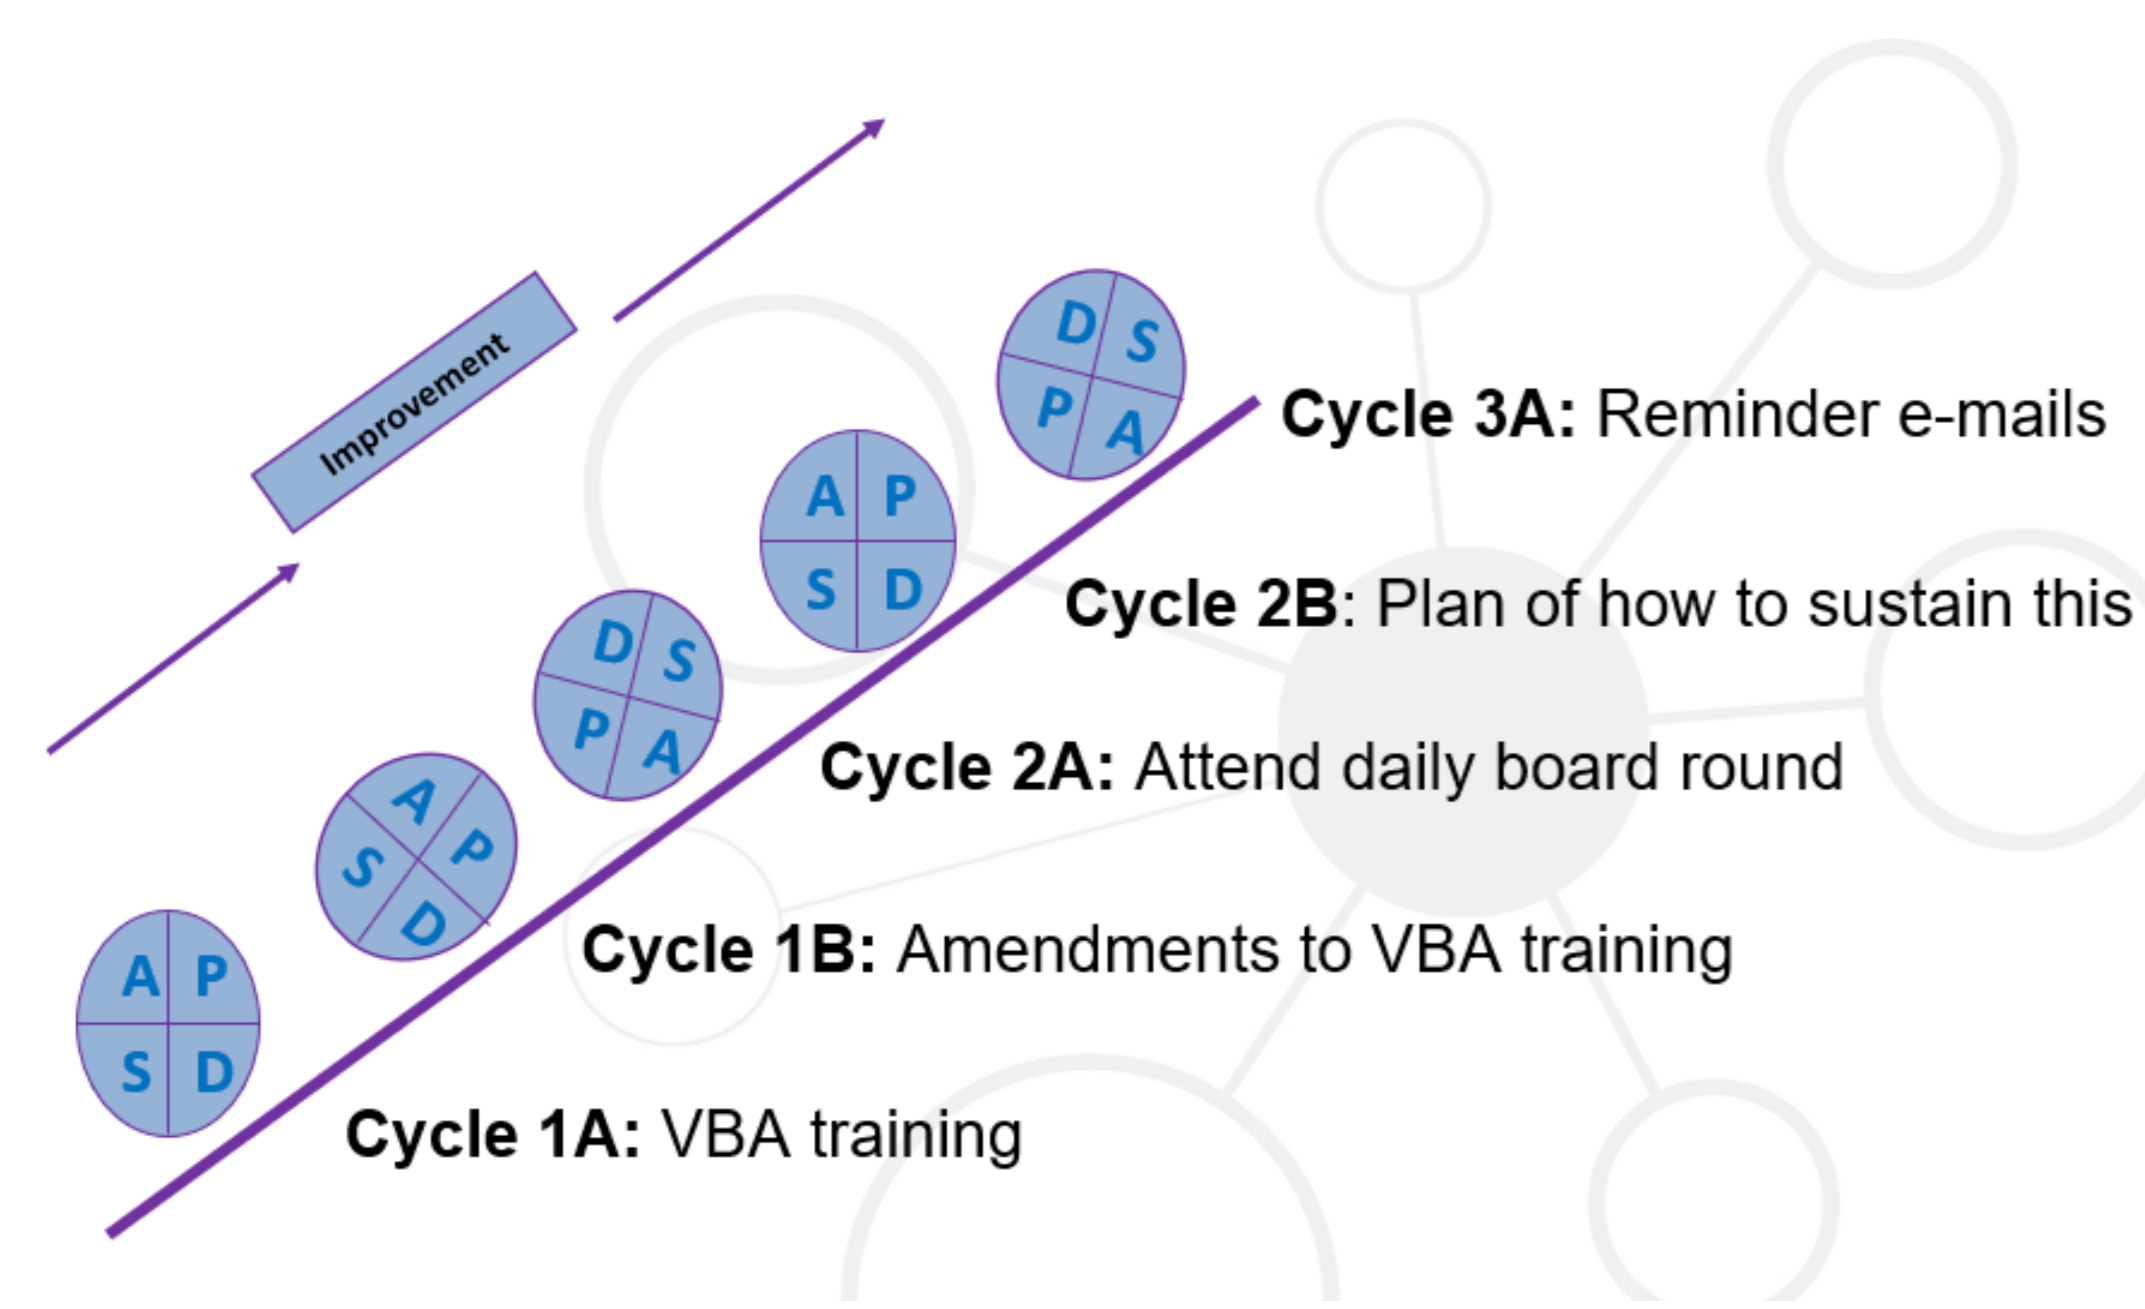 Improvement
D S
P A
Cycle 3A: Reminder e-mails
A P
S D
Cycle 2B: Plan of how to sustain this
D S
P A
Cycle 2A: Attend daily board round
A P
S D
Cycle 1B: Amendments to VBA training
A P
S D
Cycle 1A: VBA training